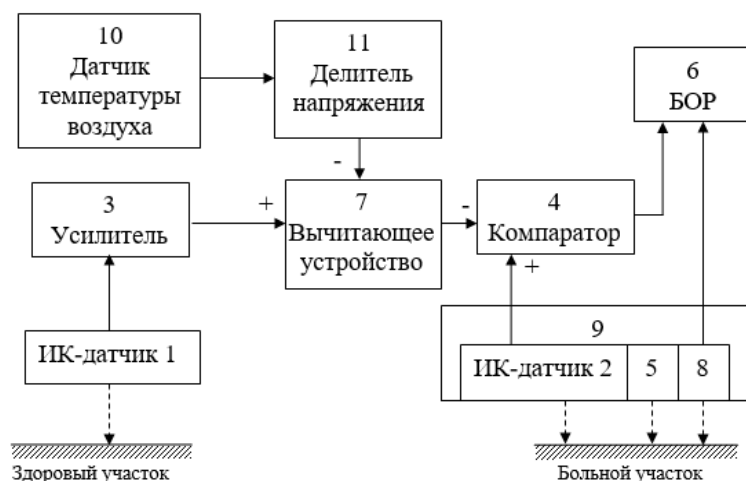 10
Датчик
температуры
воздуха
11
Делитель
напряжения
6
БОР
-
3
Усилитель
+
7
Вычитающее
устройство
-
4
Компаратор
+
9
ИК-датчик 1
ИК-датчик 2
5
8
Здоровый участок
Больной участок